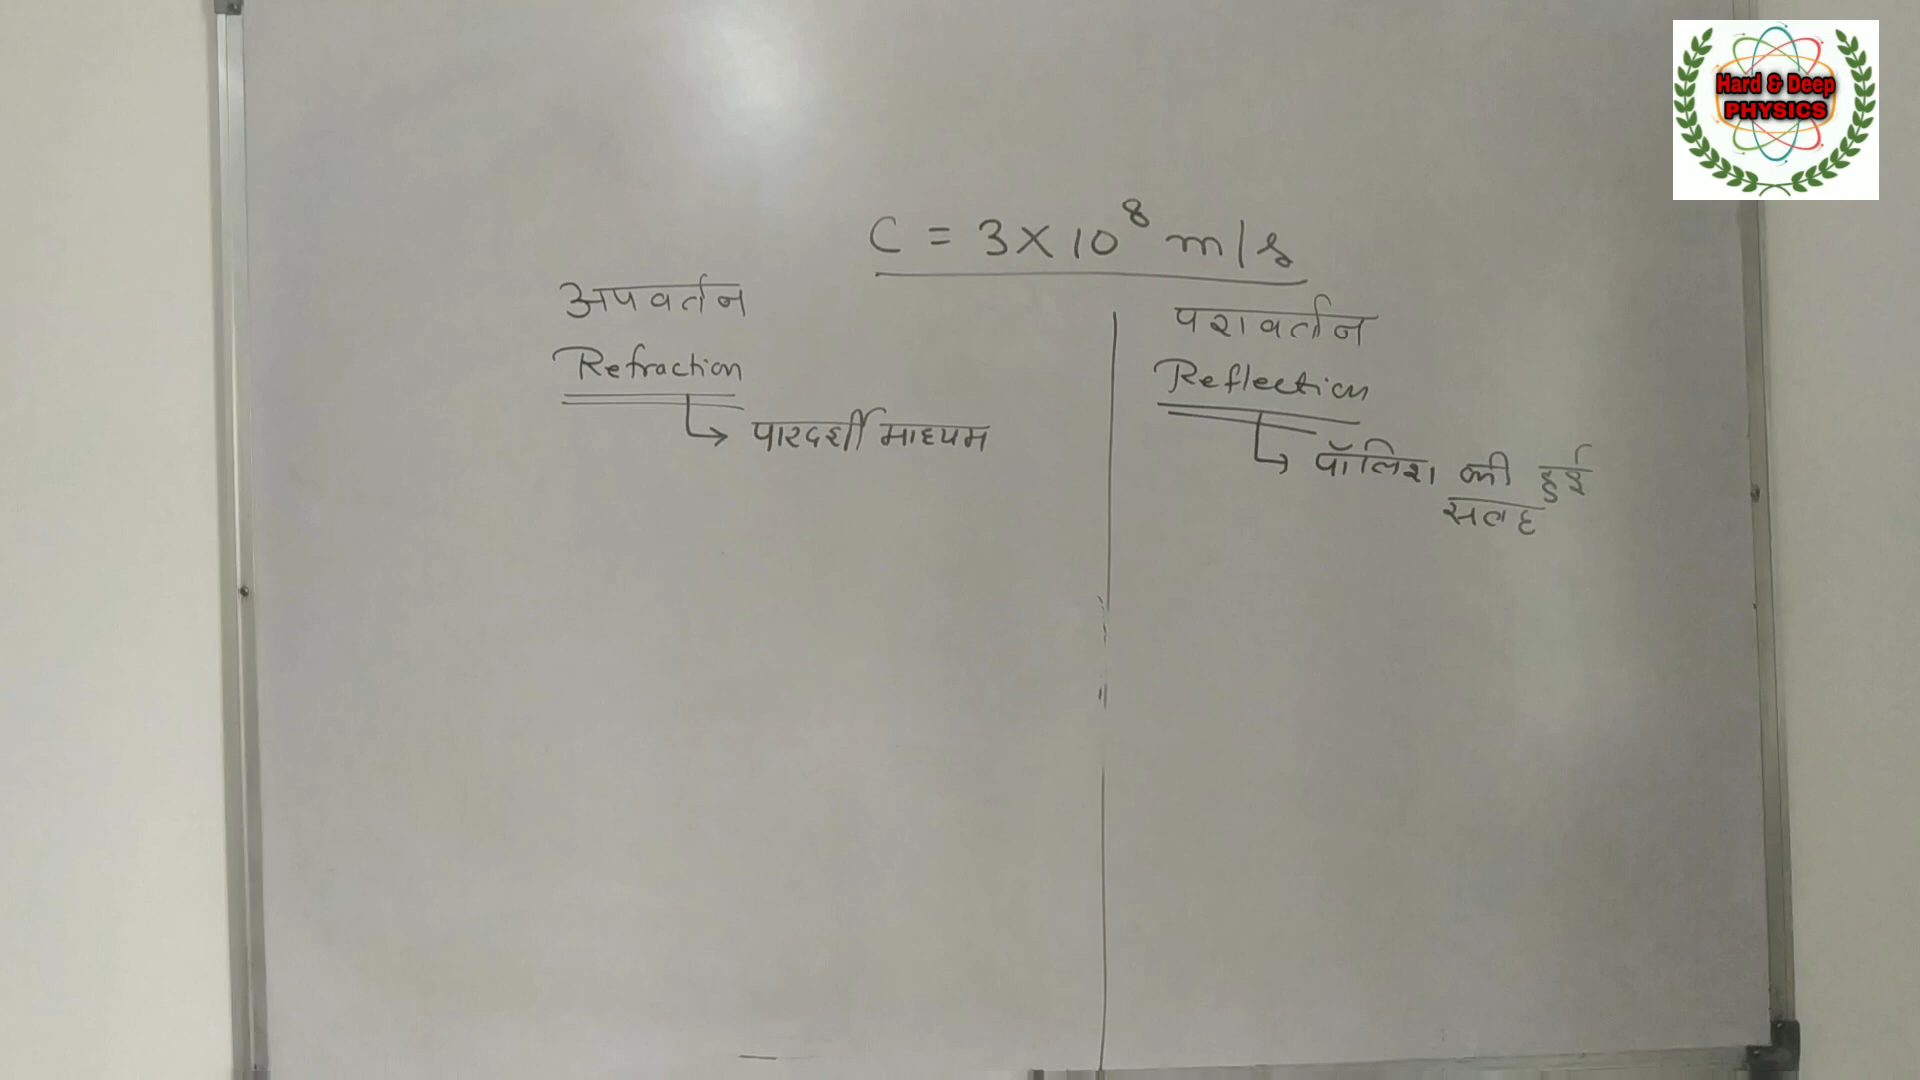 Hard & Deep
PHYSICS
C = 3×10⁸ m/s
अपवर्तन
Refraction
पारदर्शी माध्यम
परावर्तन
Reflection
पॉलिश की हुई
सतह